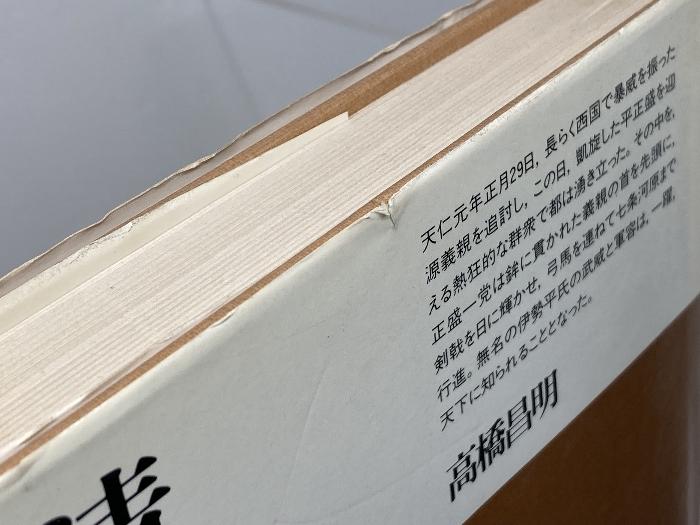 天仁元年正月29日，長らく西国で暴威を振った
源義親を追討し，この日，凱旋した平正盛を迎
える熱狂的な群衆で都は湧き立った。その中を，
正盛一党は鉾に貫かれた義親の首を先頭に，
剣戟を日に輝かせ，弓馬を連ねて七条河原まで
行進。無名の伊勢平氏の武威と軍容は，一躍，
天下に知られることとなった。
高橋昌明